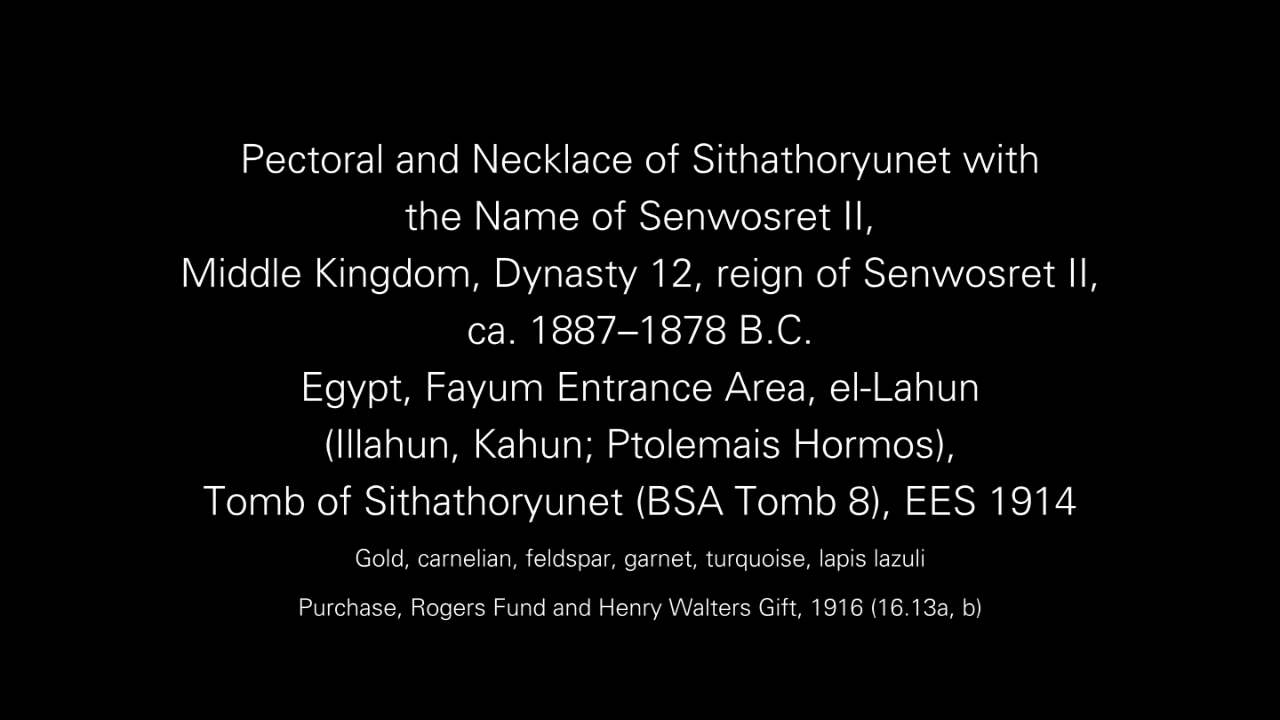 Pectoral and Necklace of Sithathoryunet with
the Name of Senwosret II,
Middle Kingdom, Dynasty 12, reign of Senwosret II,
ca. 1887–1878 B.C.
Egypt, Fayum Entrance Area, el-Lahun
(Illahun, Kahun; Ptolemais Hormos),
Tomb of Sithathoryunet (BSA Tomb 8), EES 1914
Gold, carnelian, feldspar, garnet, turquoise, lapis lazuli
Purchase, Rogers Fund and Henry Walters Gift, 1916 (16.13a, b)